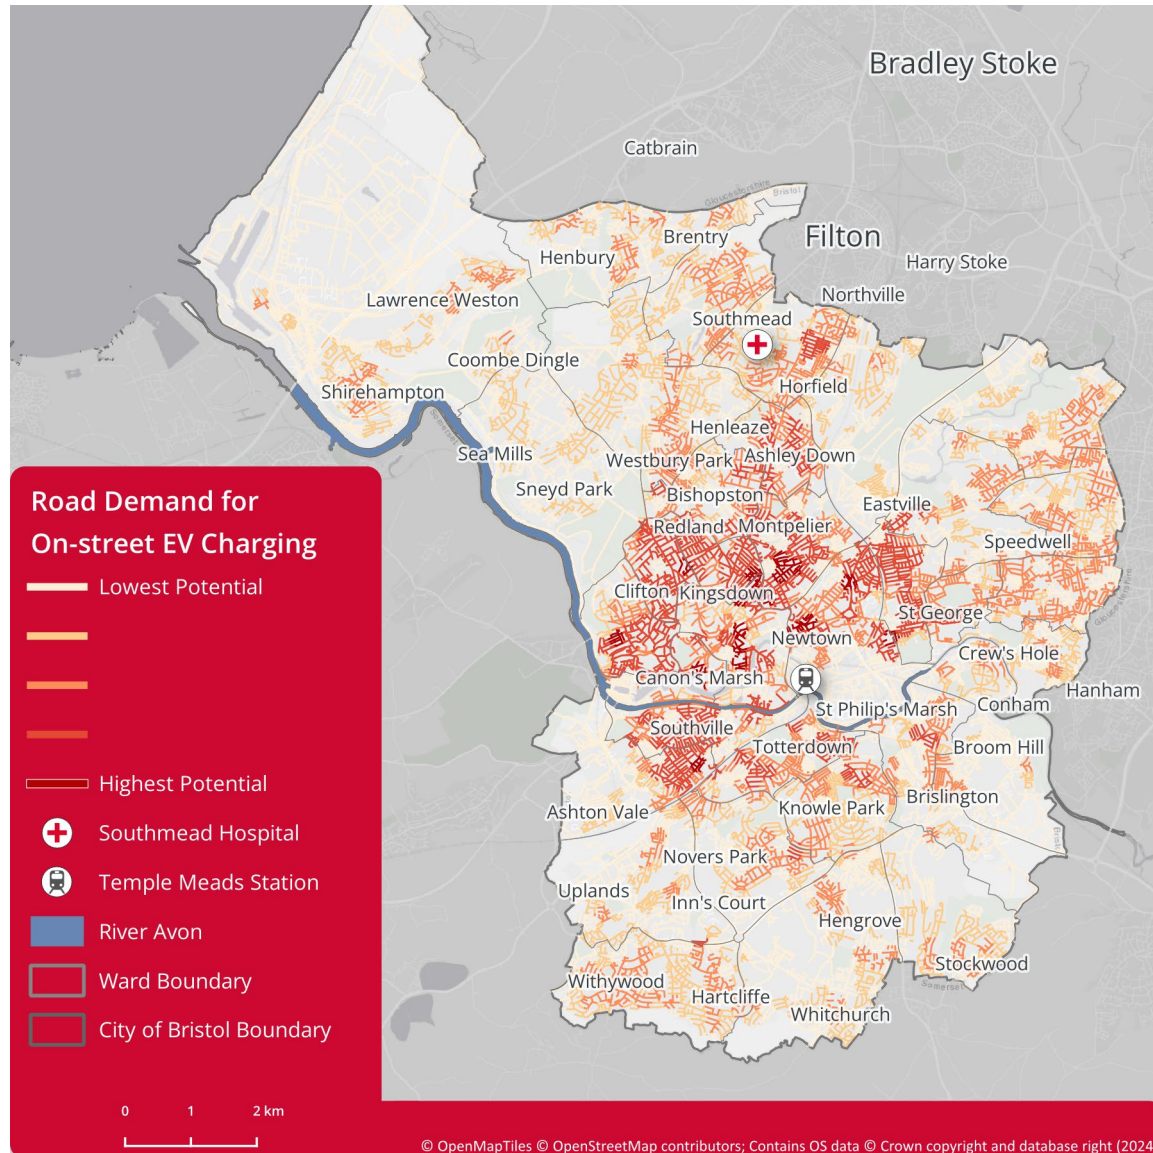 Bradley Stoke
Catbrain
Gloucestershire
Bristol
Brentry
Filton
Henbury
Harry Stoke
Lawrence Weston
Northville
Southmead
Coombe Dingle
Shirehampton
Horfield
Somerset
Henleaze
Sea Mills
Westbury Park
Ashley Down
Sneyd Park
Bishopston
Eastville
Redland
Montpelier
Speedwell
Clifton
Kingsdown
St George
Newtown
Crew's Hole
Canon's Marsh
Hanham
St Philip's Marsh
Conham
Southville
Totterdown
Broom Hill
Ashton Vale
Knowle Park
Brislington
Novers Park
Uplands
Inn's Court
Hengrove
Stockwood
Somerset
Withywood
Hartcliffe
Whitchurch
Road Demand for
On-street EV Charging
Lowest Potential
Highest Potential
Southmead Hospital
Temple Meads Station
River Avon
Ward Boundary
City of Bristol Boundary
0 1 2 km
© OpenMapTiles © OpenStreetMap contributors; Contains OS data © Crown copyright and database right (2024